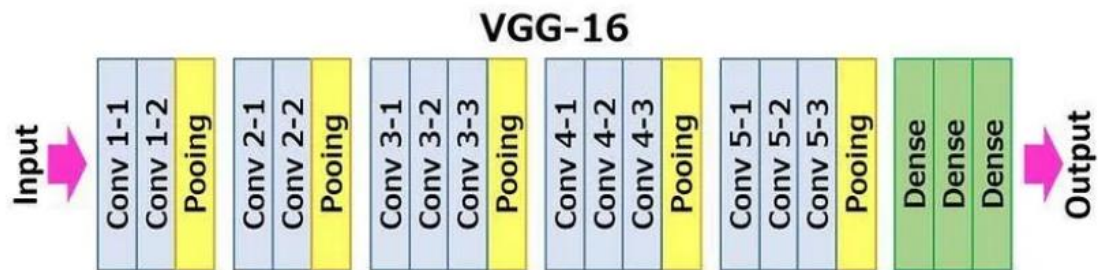 VGG-16
Input
Conv 1-1
Conv 1-2
Pooing
Conv 2-1
Conv 2-2
Pooing
Conv 3-1
Conv 3-2
Conv 3-3
Pooing
Conv 4-1
Conv 4-2
Conv 4-3
Pooing
Conv 5-1
Conv 5-2
Conv 5-3
Pooing
Dense
Dense
Dense
Output